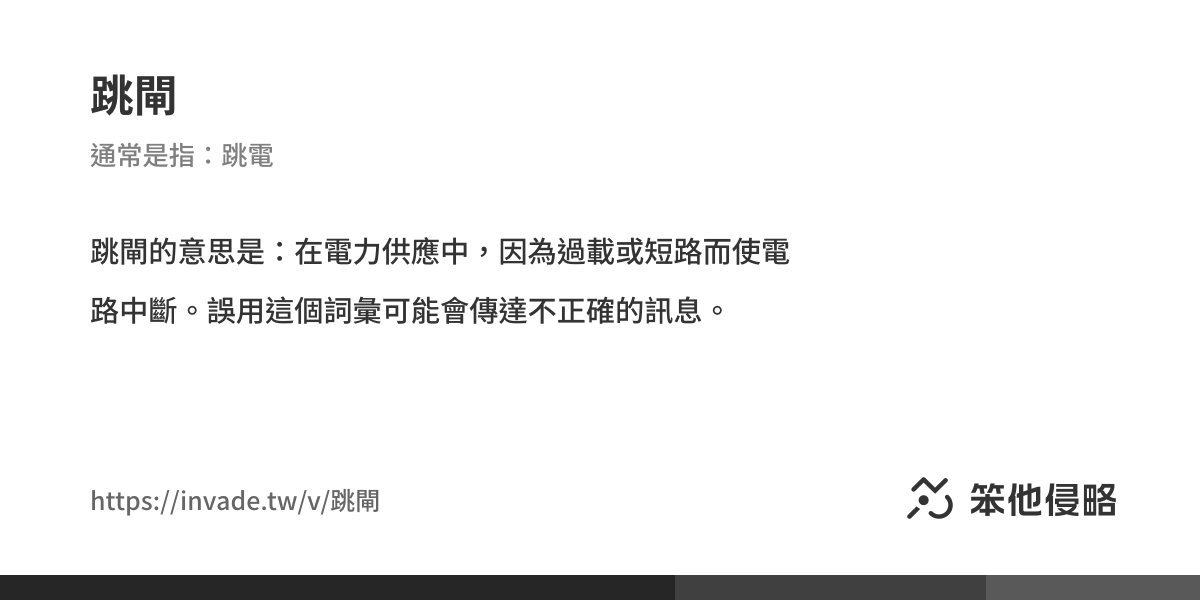 跳閘
通常是指：跳電
跳閘的意思是：在電力供應中，因為過載或短路而使電
路中斷。誤用這個詞彙可能會傳達不正確的訊息。
https://invade.tw/v/跳閘
笨他侵略